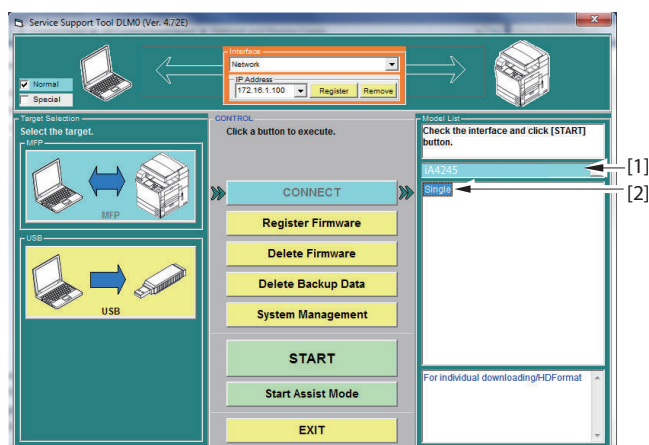 Service Support Tool DLM0 (Ver. 4.72E)
Interface
Network
IP Address
172.16.1.100
Register
Remove
Normal
Special
Target Selection
Select the target.
MFP
MFP
USB
USB
CONTROL
Click a button to execute.
CONNECT
Register Firmware
Delete Firmware
Delete Backup Data
System Management
START
Start Assist Mode
EXIT
Model List
Check the interface and click [START]
button.
iA4245
[1]
Single
[2]
For individual downloading/HDFormat